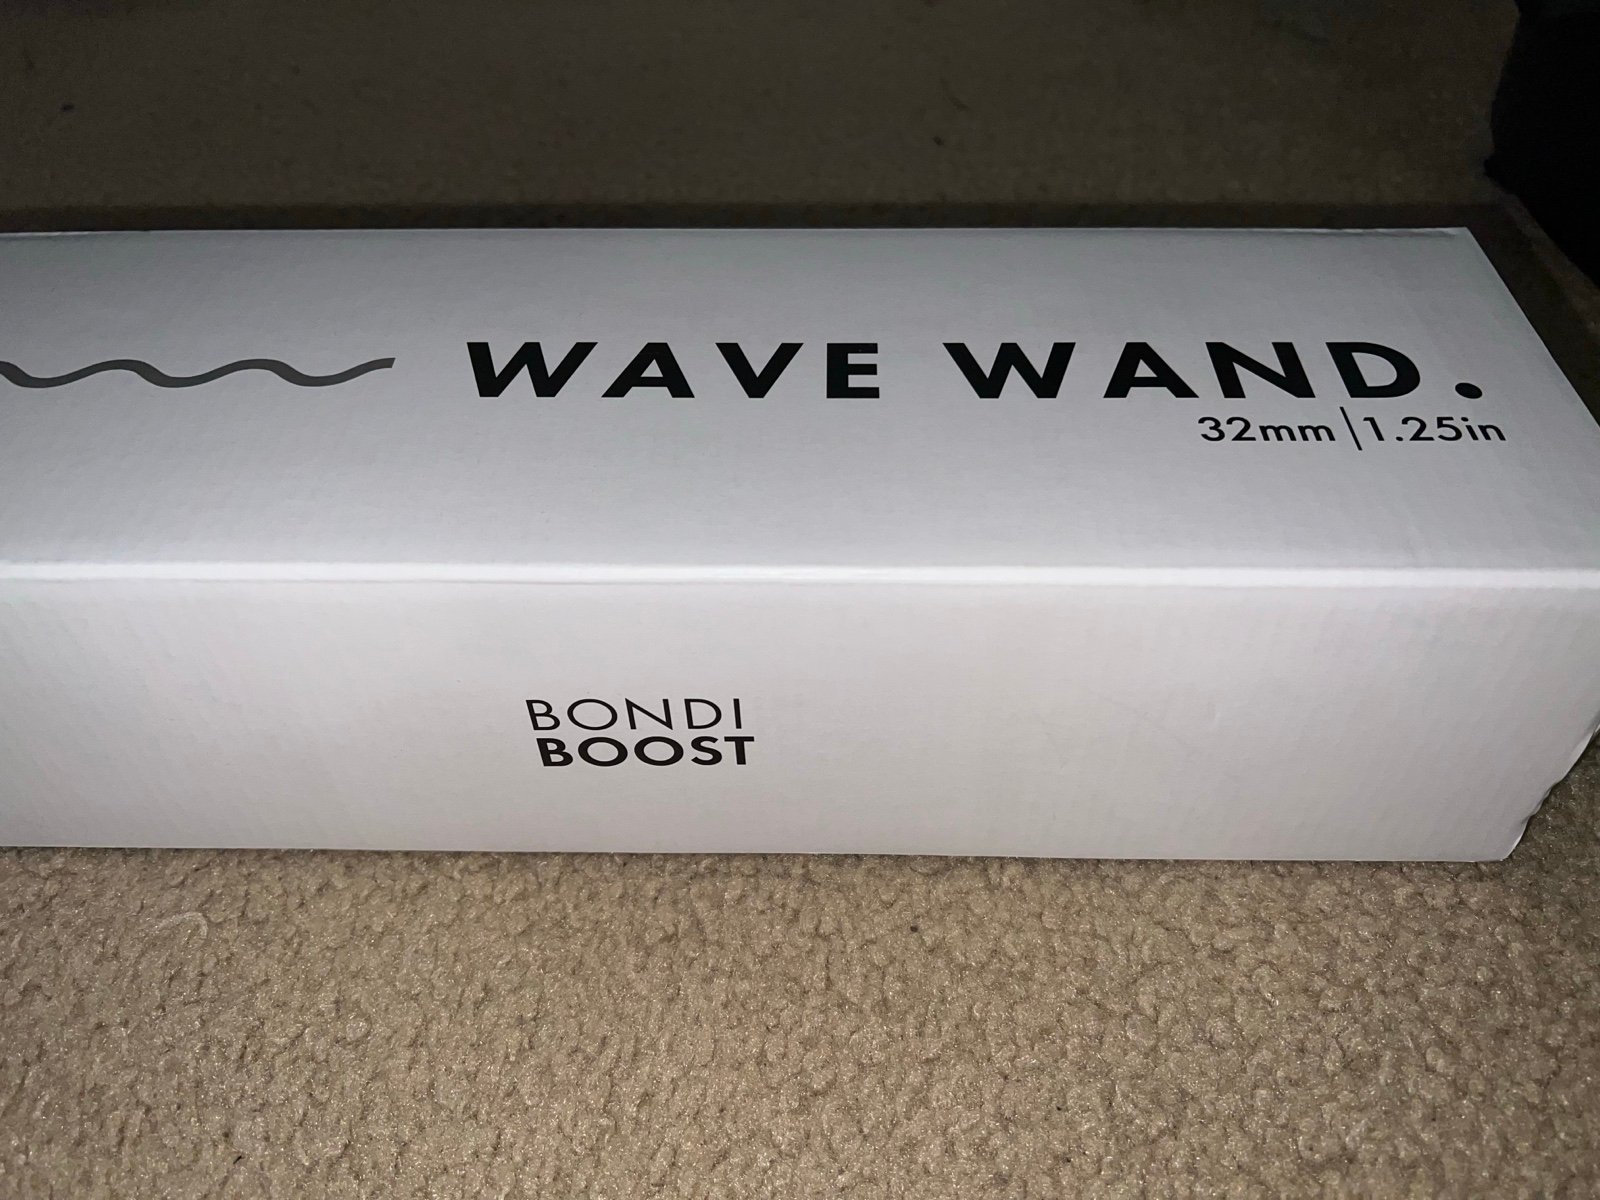 WAVE WAND.
32mm|1.25in
BONDI
BOOST